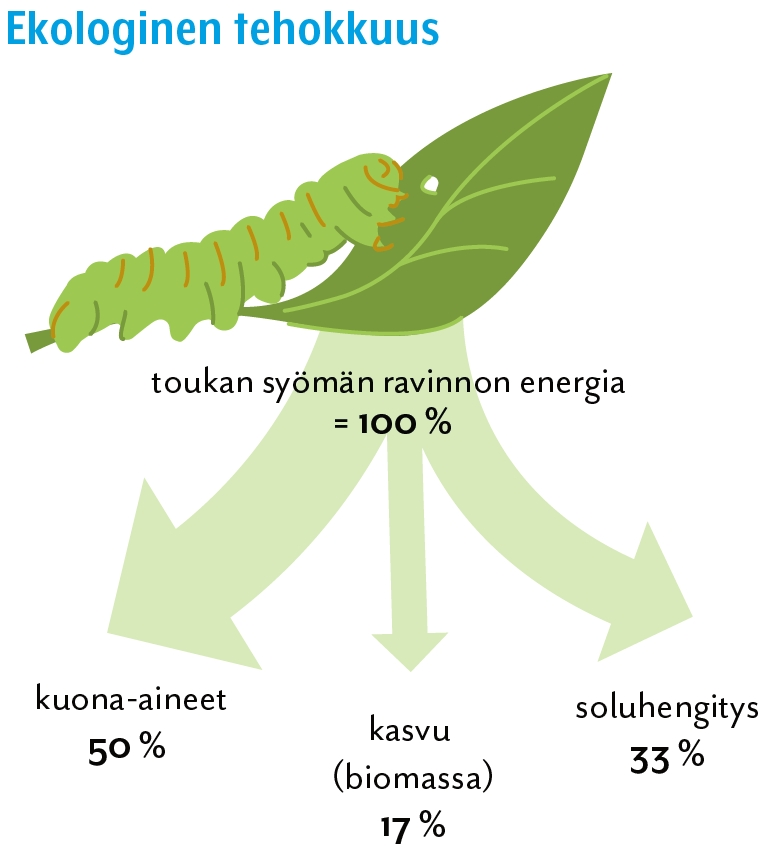 Ekologinen tehokkuus
toukan syömän ravinnon energia
= 100 %
kuona-aineet
50 %
kasvu
(biomassa)
17 %
soluhengitys
33 %